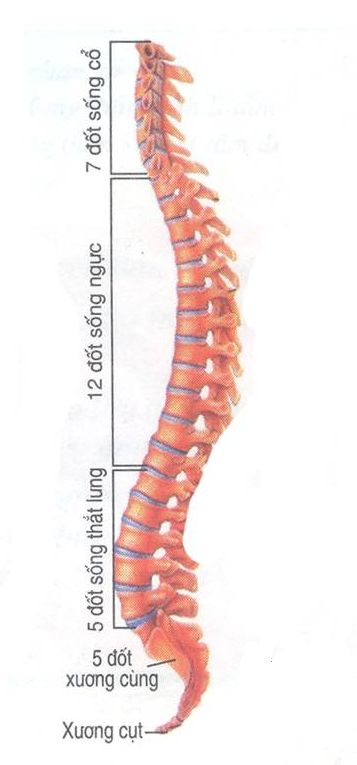 7 đốt sống cổ
12 đốt sống ngực
5 đốt sống thắt lưng
5 đốt
xương cùng
Xương cụt